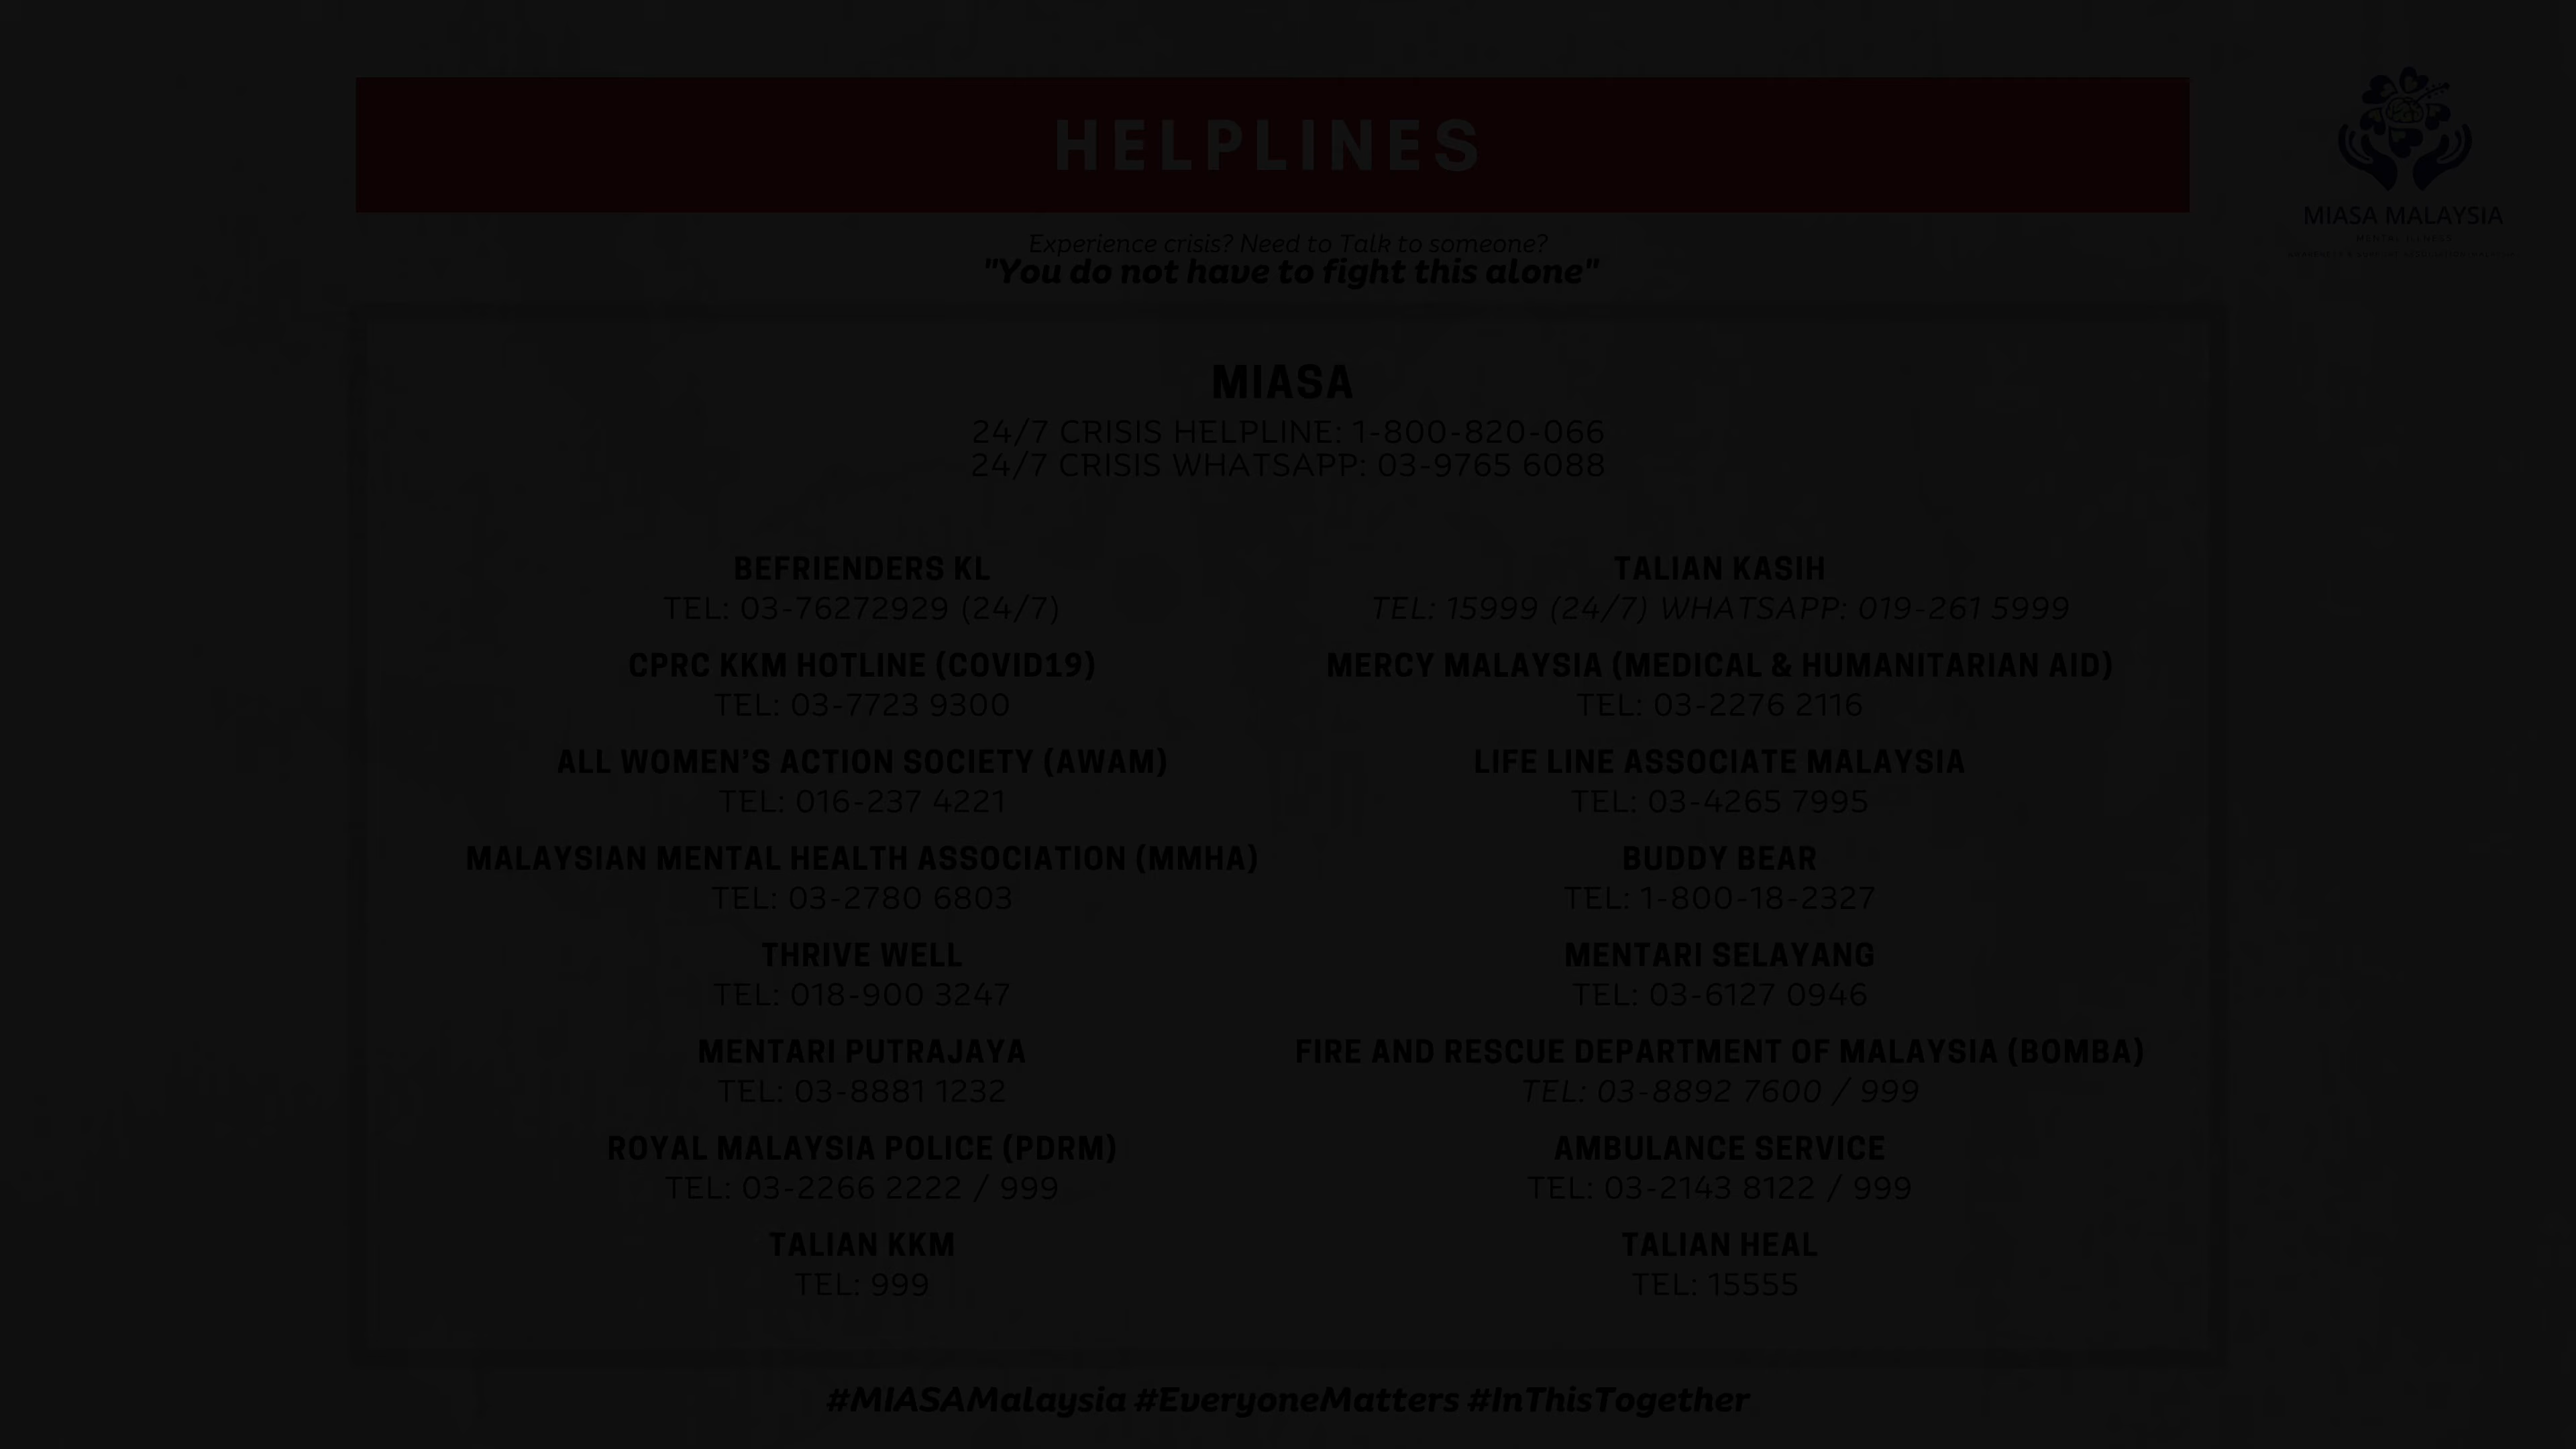 HELPLINES
MIASA MALAYSIA
MENTAL ILLNESS
Experience crisis? Need to Talk to someone?
"You do not have to fight this alone"
MIASA
24/7 CRISIS HELPLINE: 1-800-820-066
24/7 CRISIS WHATSAPP: 03-9765 6088
BEFRIENDERS KL
TEL: 03-76272929 (24/7)
CPRC KKM HOTLINE (COVID19)
TEL: 03-7723 9300
ALL WOMEN’S ACTION SOCIETY (AWAM)
TEL: 016-237 4221
MALAYSIAN MENTAL HEALTH ASSOCIATION (MMHA)
TEL: 03-2780 6803
THRIVE WELL
TEL: 018-900 3247
MENTARI PUTRAJAYA
TEL: 03-8881 1232
ROYAL MALAYSIA POLICE (PDRM)
TEL: 03-2266 2222 / 999
TALIAN KKM
TEL: 999
TALIAN KASIH
TEL: 15999 (24/7) WHATSAPP: 019-261 5999
MERCY MALAYSIA (MEDICAL & HUMANITARIAN AID)
TEL: 03-2276 2116
LIFE LINE ASSOCIATE MALAYSIA
TEL: 03-4265 7995
BUDDY BEAR
TEL: 1-800-18-2327
MENTARI SELAYANG
TEL: 03-6127 0946
FIRE AND RESCUE DEPARTMENT OF MALAYSIA (BOMBA)
TEL: 03-8892 7600 / 999
AMBULANCE SERVICE
TEL: 03-2143 8122 / 999
TALIAN HEAL
TEL: 15555
#MIASAMalaysia #EveryoneMatters #InThisTogether